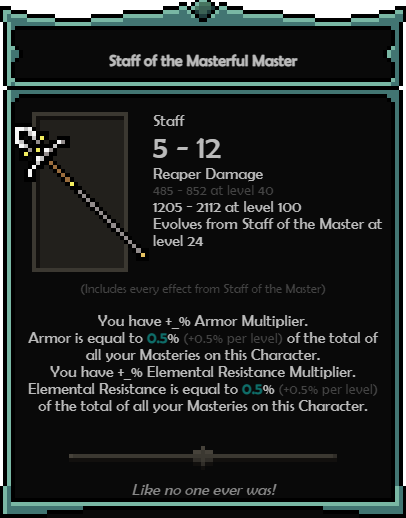 Staff of the Masterful Master
Staff
5 - 12
Reaper Damage
485 - 852 at level 40
1205 - 2112 at level 100
Evolves from Staff of the Master at
level 24
(Includes every effect from Staff of the Master)
You have +_% Armor Multiplier.
Armor is equal to 0.5% (+0.5% per level) of the total of
all your Masteries on this Character.
You have +_% Elemental Resistance Multiplier.
Elemental Resistance is equal to 0.5% (+0.5% per level)
of the total of all your Masteries on this Character.
Like no one ever was!